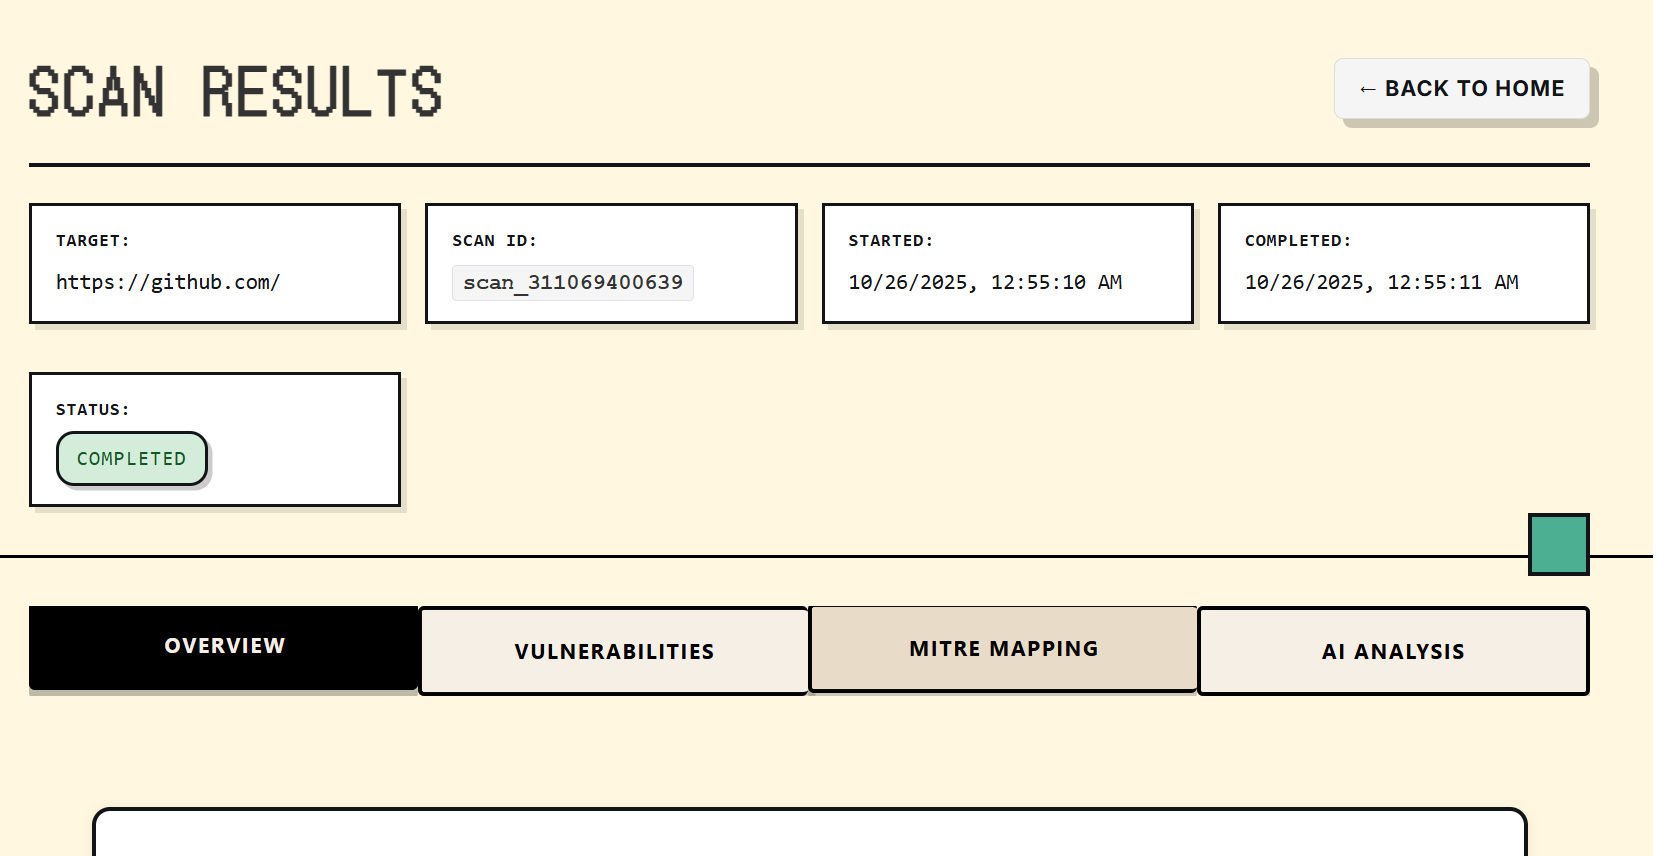 SCAN RESULTS
← BACK TO HOME
TARGET:
https://github.com/
SCAN ID:
scan_311069400639
STARTED:
10/26/2025, 12:55:10 AM
COMPLETED:
10/26/2025, 12:55:11 AM
STATUS:
COMPLETED
OVERVIEW
VULNERABILITIES
MITRE MAPPING
AI ANALYSIS